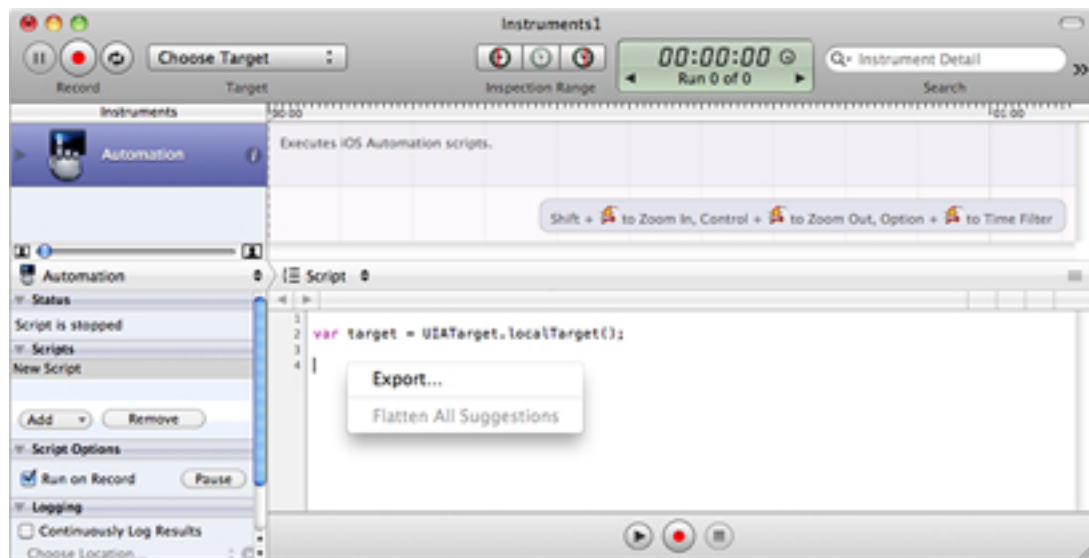 Instruments1
Choose Target
00:00:00
Run 0 of 0
Instrument Detail
Record
Target
Inspection Range
Search
Instruments
00:00
01:00
Automation
Executes iOS Automation scripts.
Shift + to Zoom In, Control + to Zoom Out, Option + to Time Filter
Automation
Script
Status
Script is stopped
Scripts
New Script
Add
Remove
Script Options
Run on Record
Pause
Logging
Continuously Log Results
Choose Location...
1
2 var target = UIATarget.localTarget();
3
4
Export...
Flatten All Suggestions